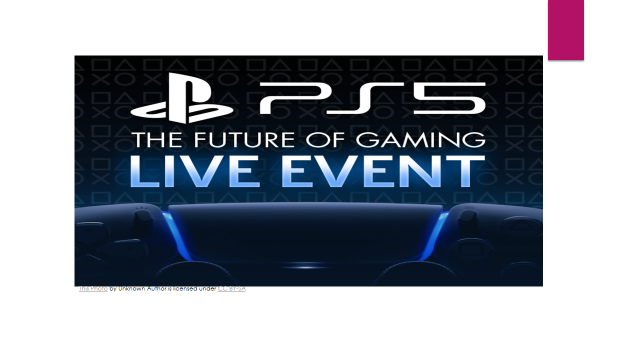 PS5
THE FUTURE OF GAMING
LIVE EVENT
This Photo by Unknown Author is licensed under CC BY-SA